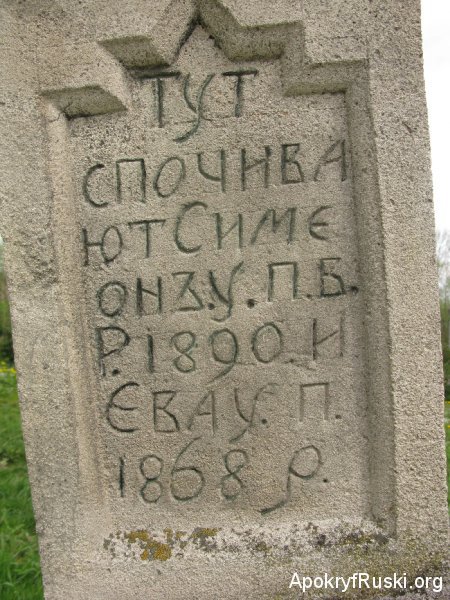 ТУТ
СПОЧИВА
ЮТ СИМЕ
ОНЪ. У. П. Б.
Р. 1890. И
ЄВА У. П.
1868 р.
ApokryfRuski.org